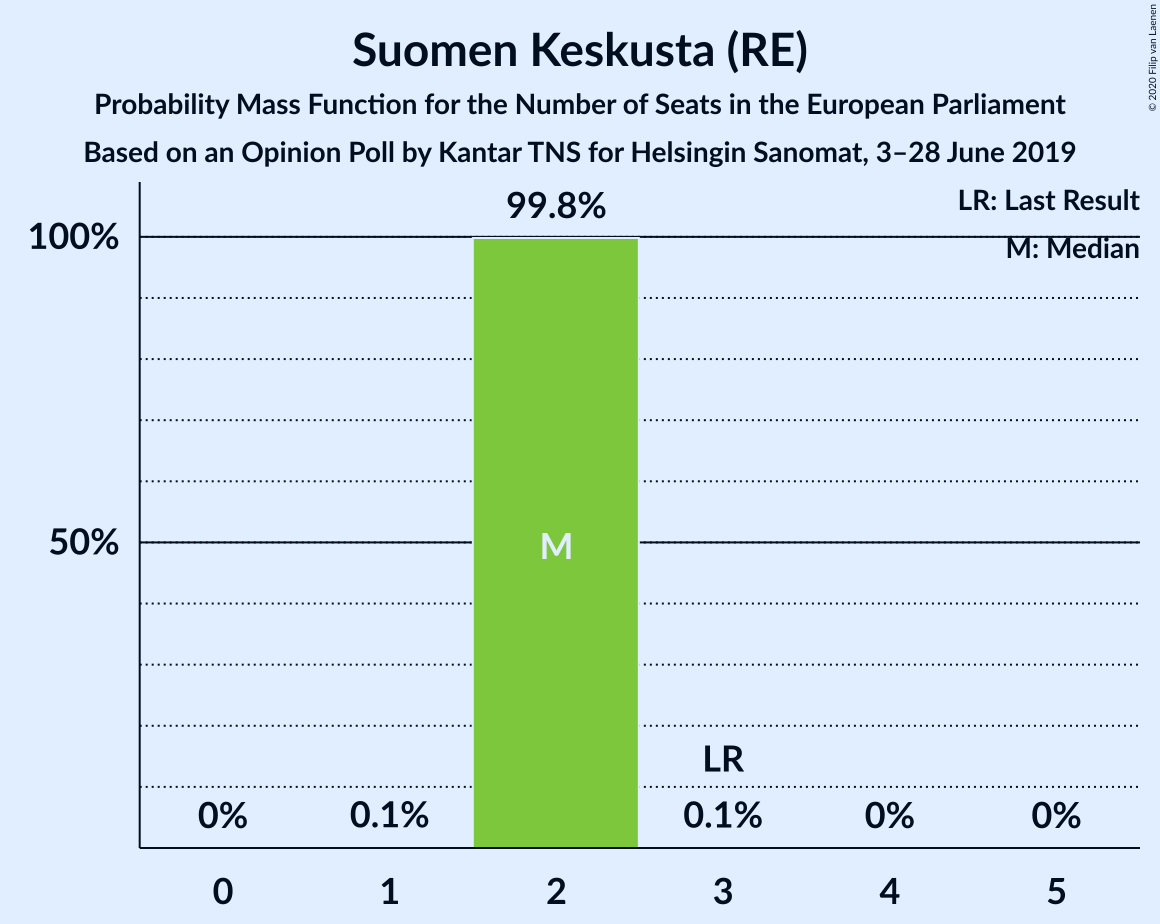 Suomen Keskusta (RE)
Probability Mass Function for the Number of Seats in the European Parliament
Based on an Opinion Poll by Kantar TNS for Helsingin Sanomat, 3–28 June 2019
© 2020 Filip van Laenen
LR: Last Result
M: Median
99.8%
100%
50%
M
LR
0% 0.1% 0.1% 0% 0%
0 1 2 3 4 5